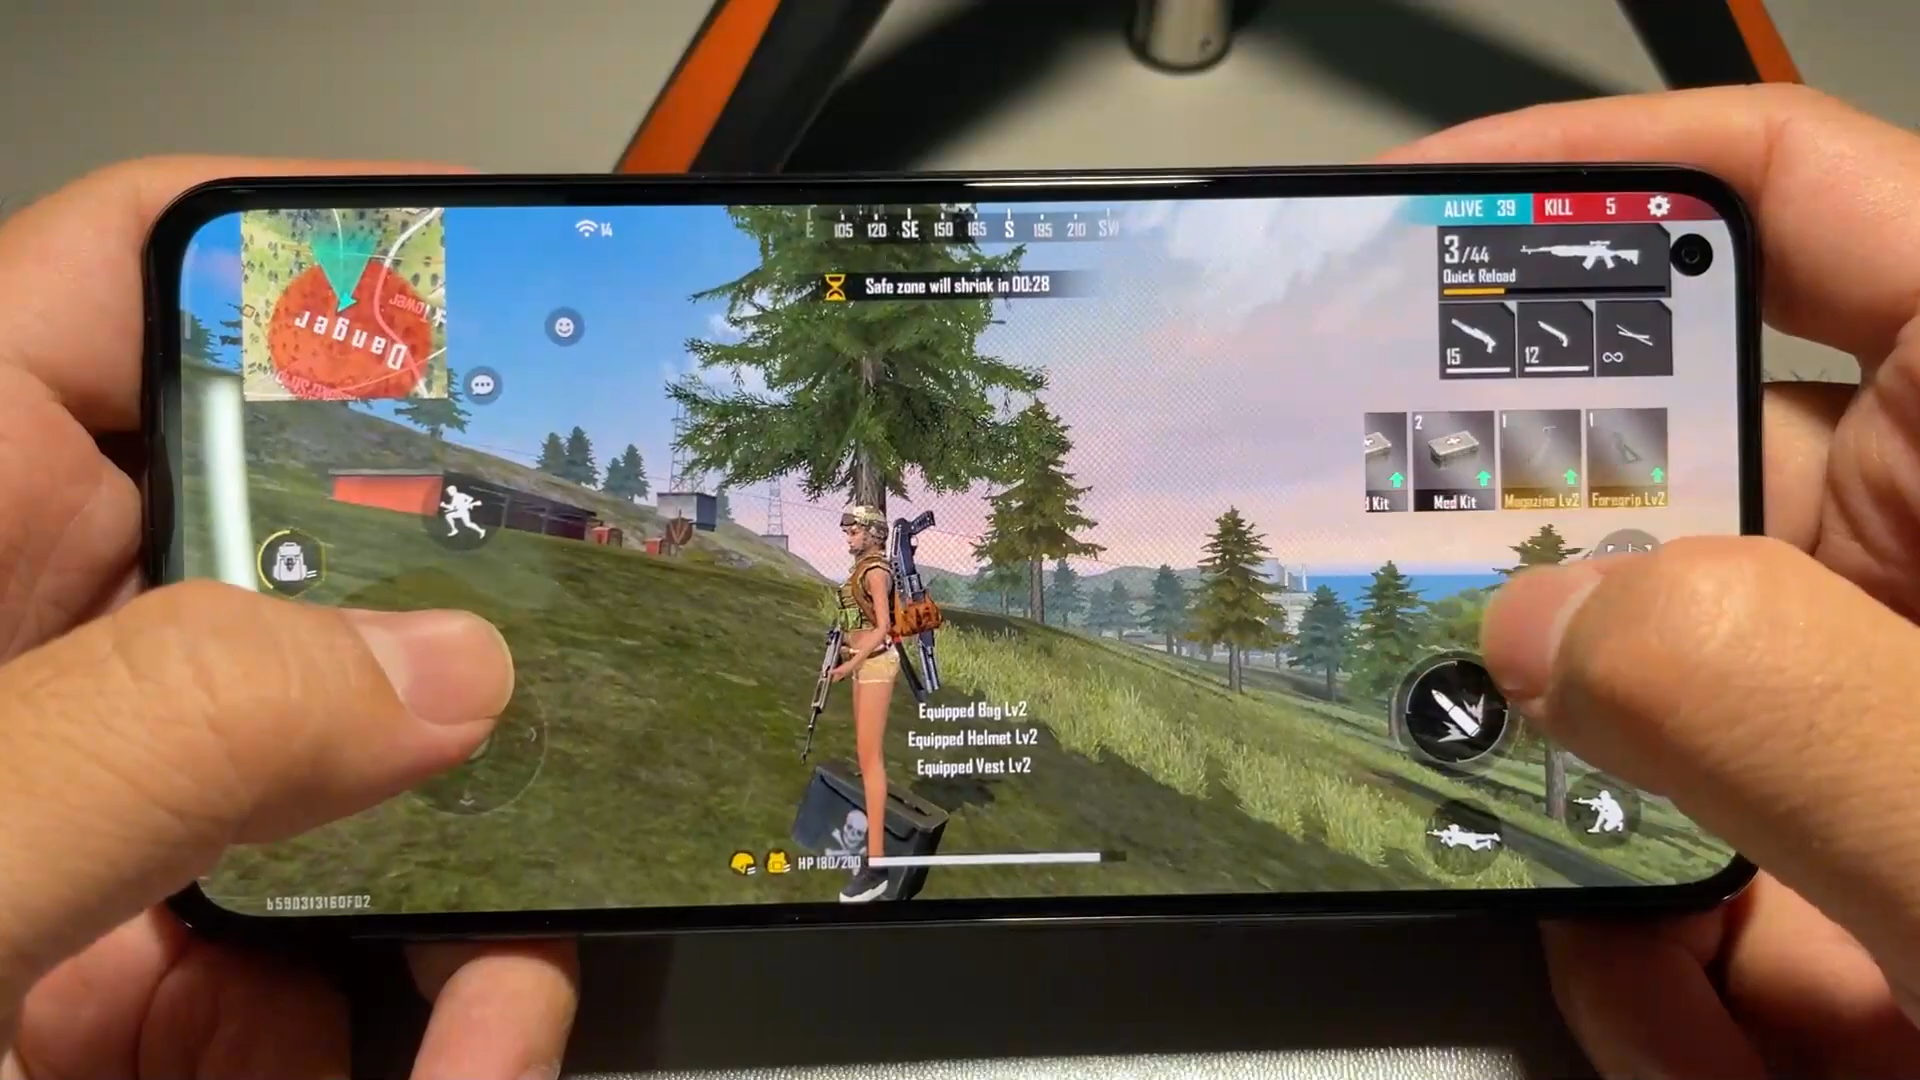 14
E 105 120 SE 150 165 S 195 210 SW
ALIVE 39 KILL 5
3/44
Quick Reload
15
12
∞
Safe zone will shrink in 00:28
Danger
2
1
1
d Kit
Med Kit
Magazine Lv2
Foregrip Lv2
Equipped Bag Lv2
Equipped Helmet Lv2
Equipped Vest Lv2
HP 180/200